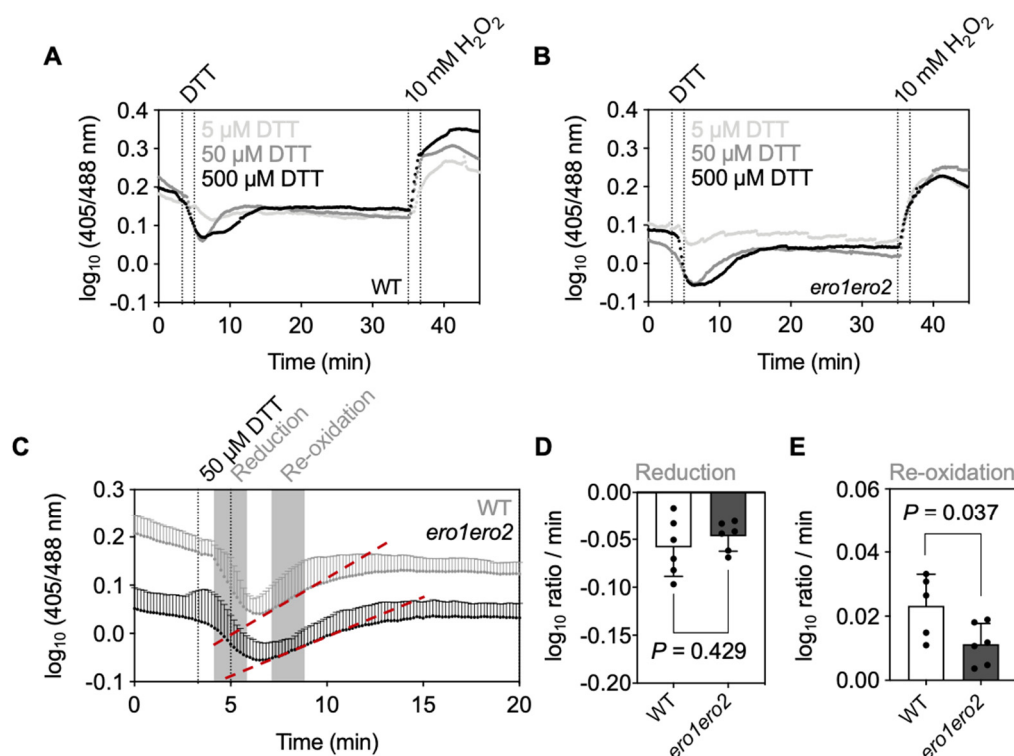 A
DTT
10 mM H2O2
log10 (405/488 nm)
0.4
0.3
0.2
0.1
0.0
-0.1
5 µM DTT
50 µM DTT
500 µM DTT
WT
0 10 20 30 40
Time (min)
B
DTT
10 mM H2O2
log10 (405/488 nm)
0.4
0.3
0.2
0.1
0.0
-0.1
5 µM DTT
50 µM DTT
500 µM DTT
ero1ero2
0 10 20 30 40
Time (min)
C
50 µM DTT
Reduction
Re-oxidation
log10 (405/488 nm)
0.3
0.2
0.1
0.0
-0.1
WT
ero1ero2
0 5 10 15 20
Time (min)
D
Reduction
log10 ratio / min
0.00
-0.05
-0.10
-0.15
-0.20
P = 0.429
WT
ero1ero2
E
Re-oxidation
log10 ratio / min
0.06
0.04
0.02
0.00
P = 0.037
WT
ero1ero2